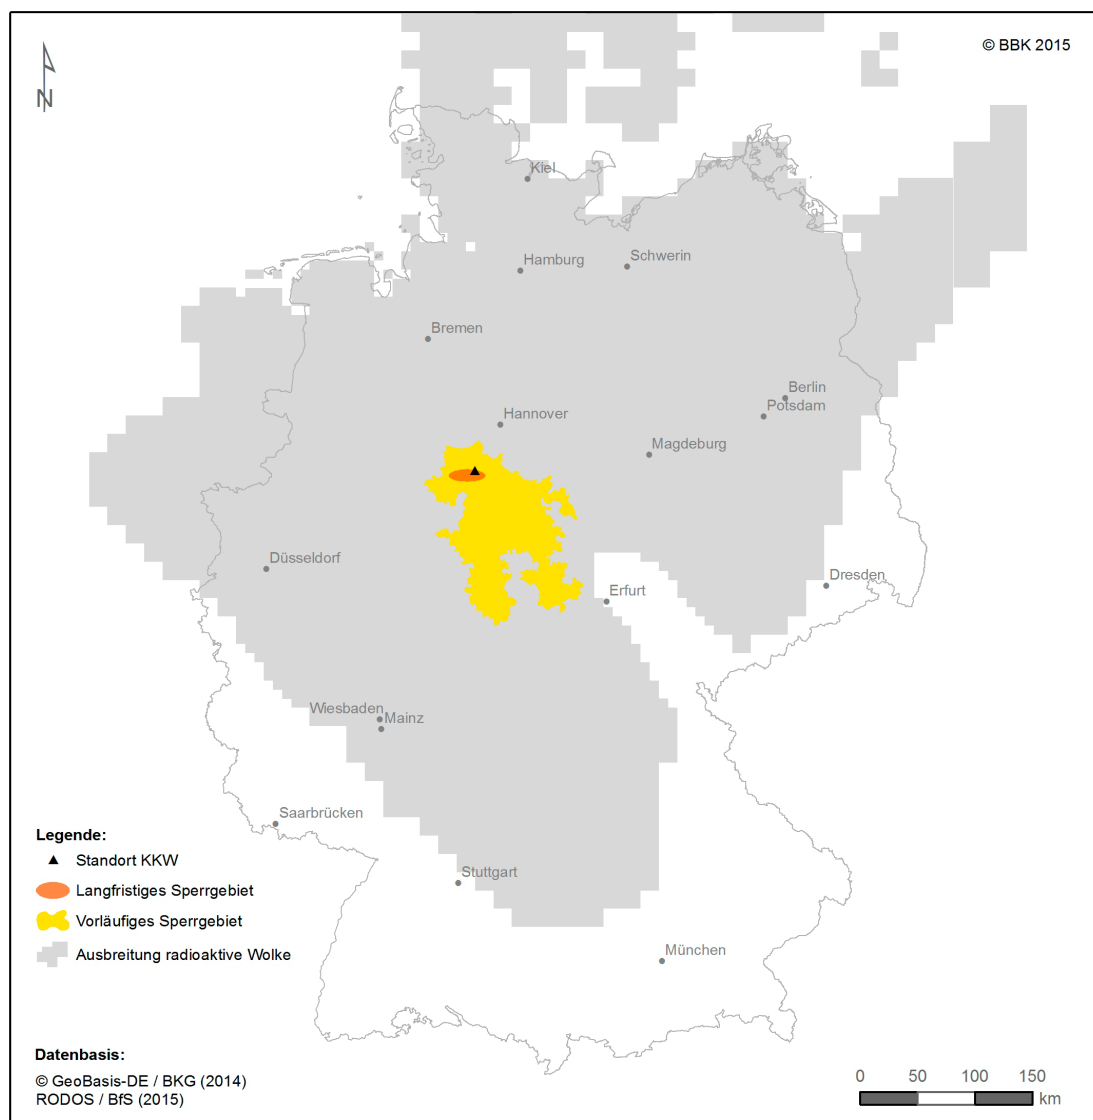 © BBK 2015
N
Kiel
Hamburg
Schwerin
Bremen
Berlin
Potsdam
Hannover
Magdeburg
Düsseldorf
Dresden
Erfurt
Wiesbaden
Mainz
Saarbrücken
Stuttgart
München
Legende:
Standort KKW
Langfristiges Sperrgebiet
Vorläufiges Sperrgebiet
Ausbreitung radioaktive Wolke
Datenbasis:
© GeoBasis-DE / BKG (2014)
RODOS / BfS (2015)
0 50 100 150
km